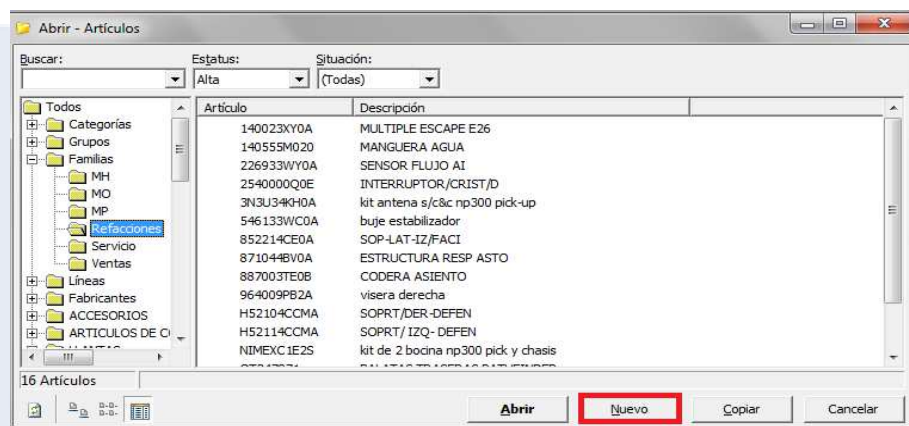 Abrir - Artículos
Buscar: Estatus: Situación:
Alta (Todas)
Todos
Categorías
Grupos
Familias
MH
MO
MP
Refacciones
Servicio
Ventas
Líneas
Fabricantes
ACCESORIOS
ARTICULOS DE C
Artículo Descripción
140023XY0A MULTIPLE ESCAPE E26
140555M020 MANGUERA AGUA
226933WY0A SENSOR FLUJO AI
2540000Q0E INTERRUPTOR/CRIST/D
3N3U34KH0A kit antena s/c&c np300 pick-up
546133WC0A buje estabilizador
852214CE0A SOP-LAT-IZ/FACI
871044BV0A ESTRUCTURA RESP ASTO
887003TE0B CODERA ASIENTO
964009PB2A visera derecha
H52104CCMA SOPRT/DER-DEFEN
H52114CCMA SOPRT/ IZQ- DEFEN
NIMEXC1E2S kit de 2 bocina np300 pick y chasis
16 Artículos
Abrir Nuevo Copiar Cancelar